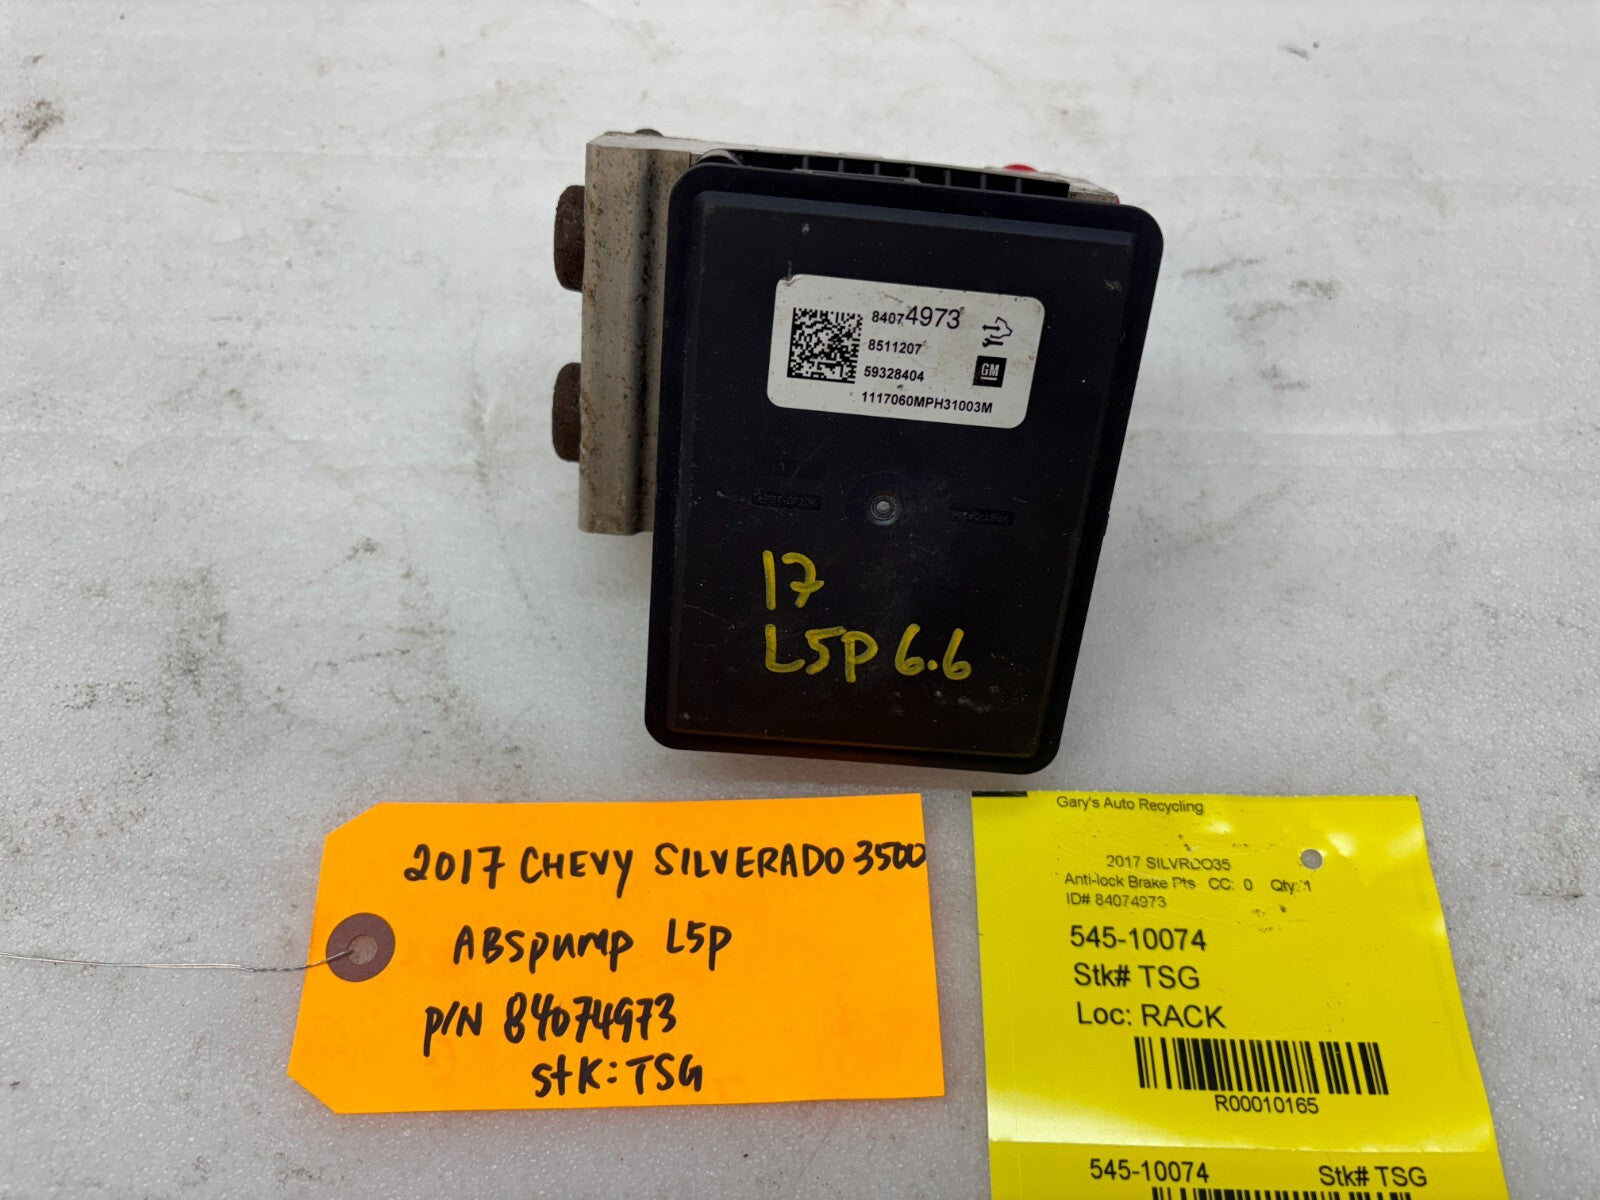 84074973
8511207
59328404
GM
1117060MPH31003M
17
L5P 6.6
2017 CHEVY SILVERADO 3500
ABS pump L5p
p/N 84074973
stk: TSG
Gary's Auto Recycling
2017 SILVRDO35
Anti-lock Brake Pts CC: 0 Qty: 1
ID# 84074973
545-10074
Stk# TSG
Loc: RACK
R00010165
545-10074 Stk# TSG